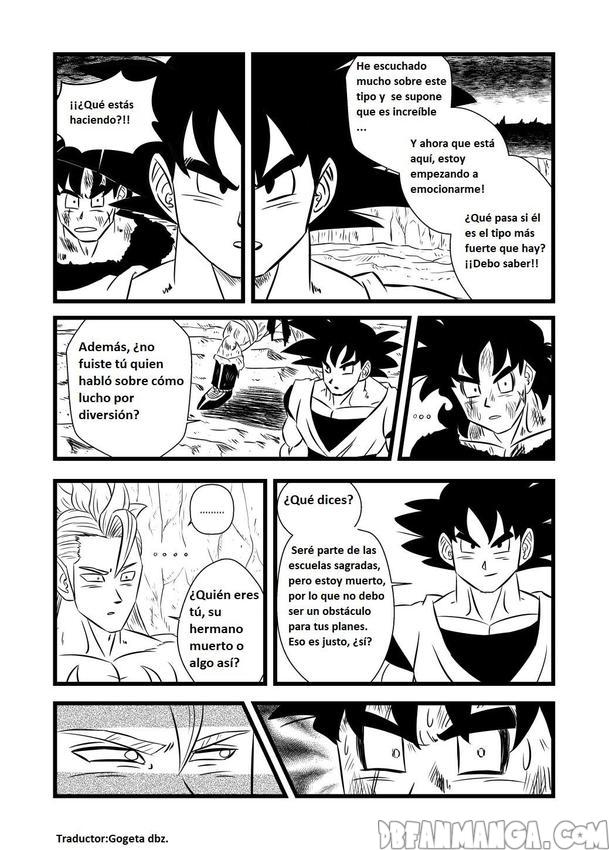 ¡¡¿Qué estás
haciendo?!!
He escuchado
mucho sobre este
tipo y se supone
que es increíble
...
Y ahora que está
aquí, estoy
empezando a
emocionarme!
¿Qué pasa si él
es el tipo más
fuerte que hay?
¡¡Debo saber!!
Además, ¿no
fuiste tú quien
habló sobre cómo
lucho por
diversión?
...
.........
....
¿Quién eres
tú, su
hermano
muerto o
algo así?
¿Qué dices?
Seré parte de las
escuelas sagradas,
pero estoy muerto,
por lo que no debo
ser un obstáculo
para tus planes.
Eso es justo, ¿sí?
Traductor:Gogeta dbz.
DBFANMANGA.COM